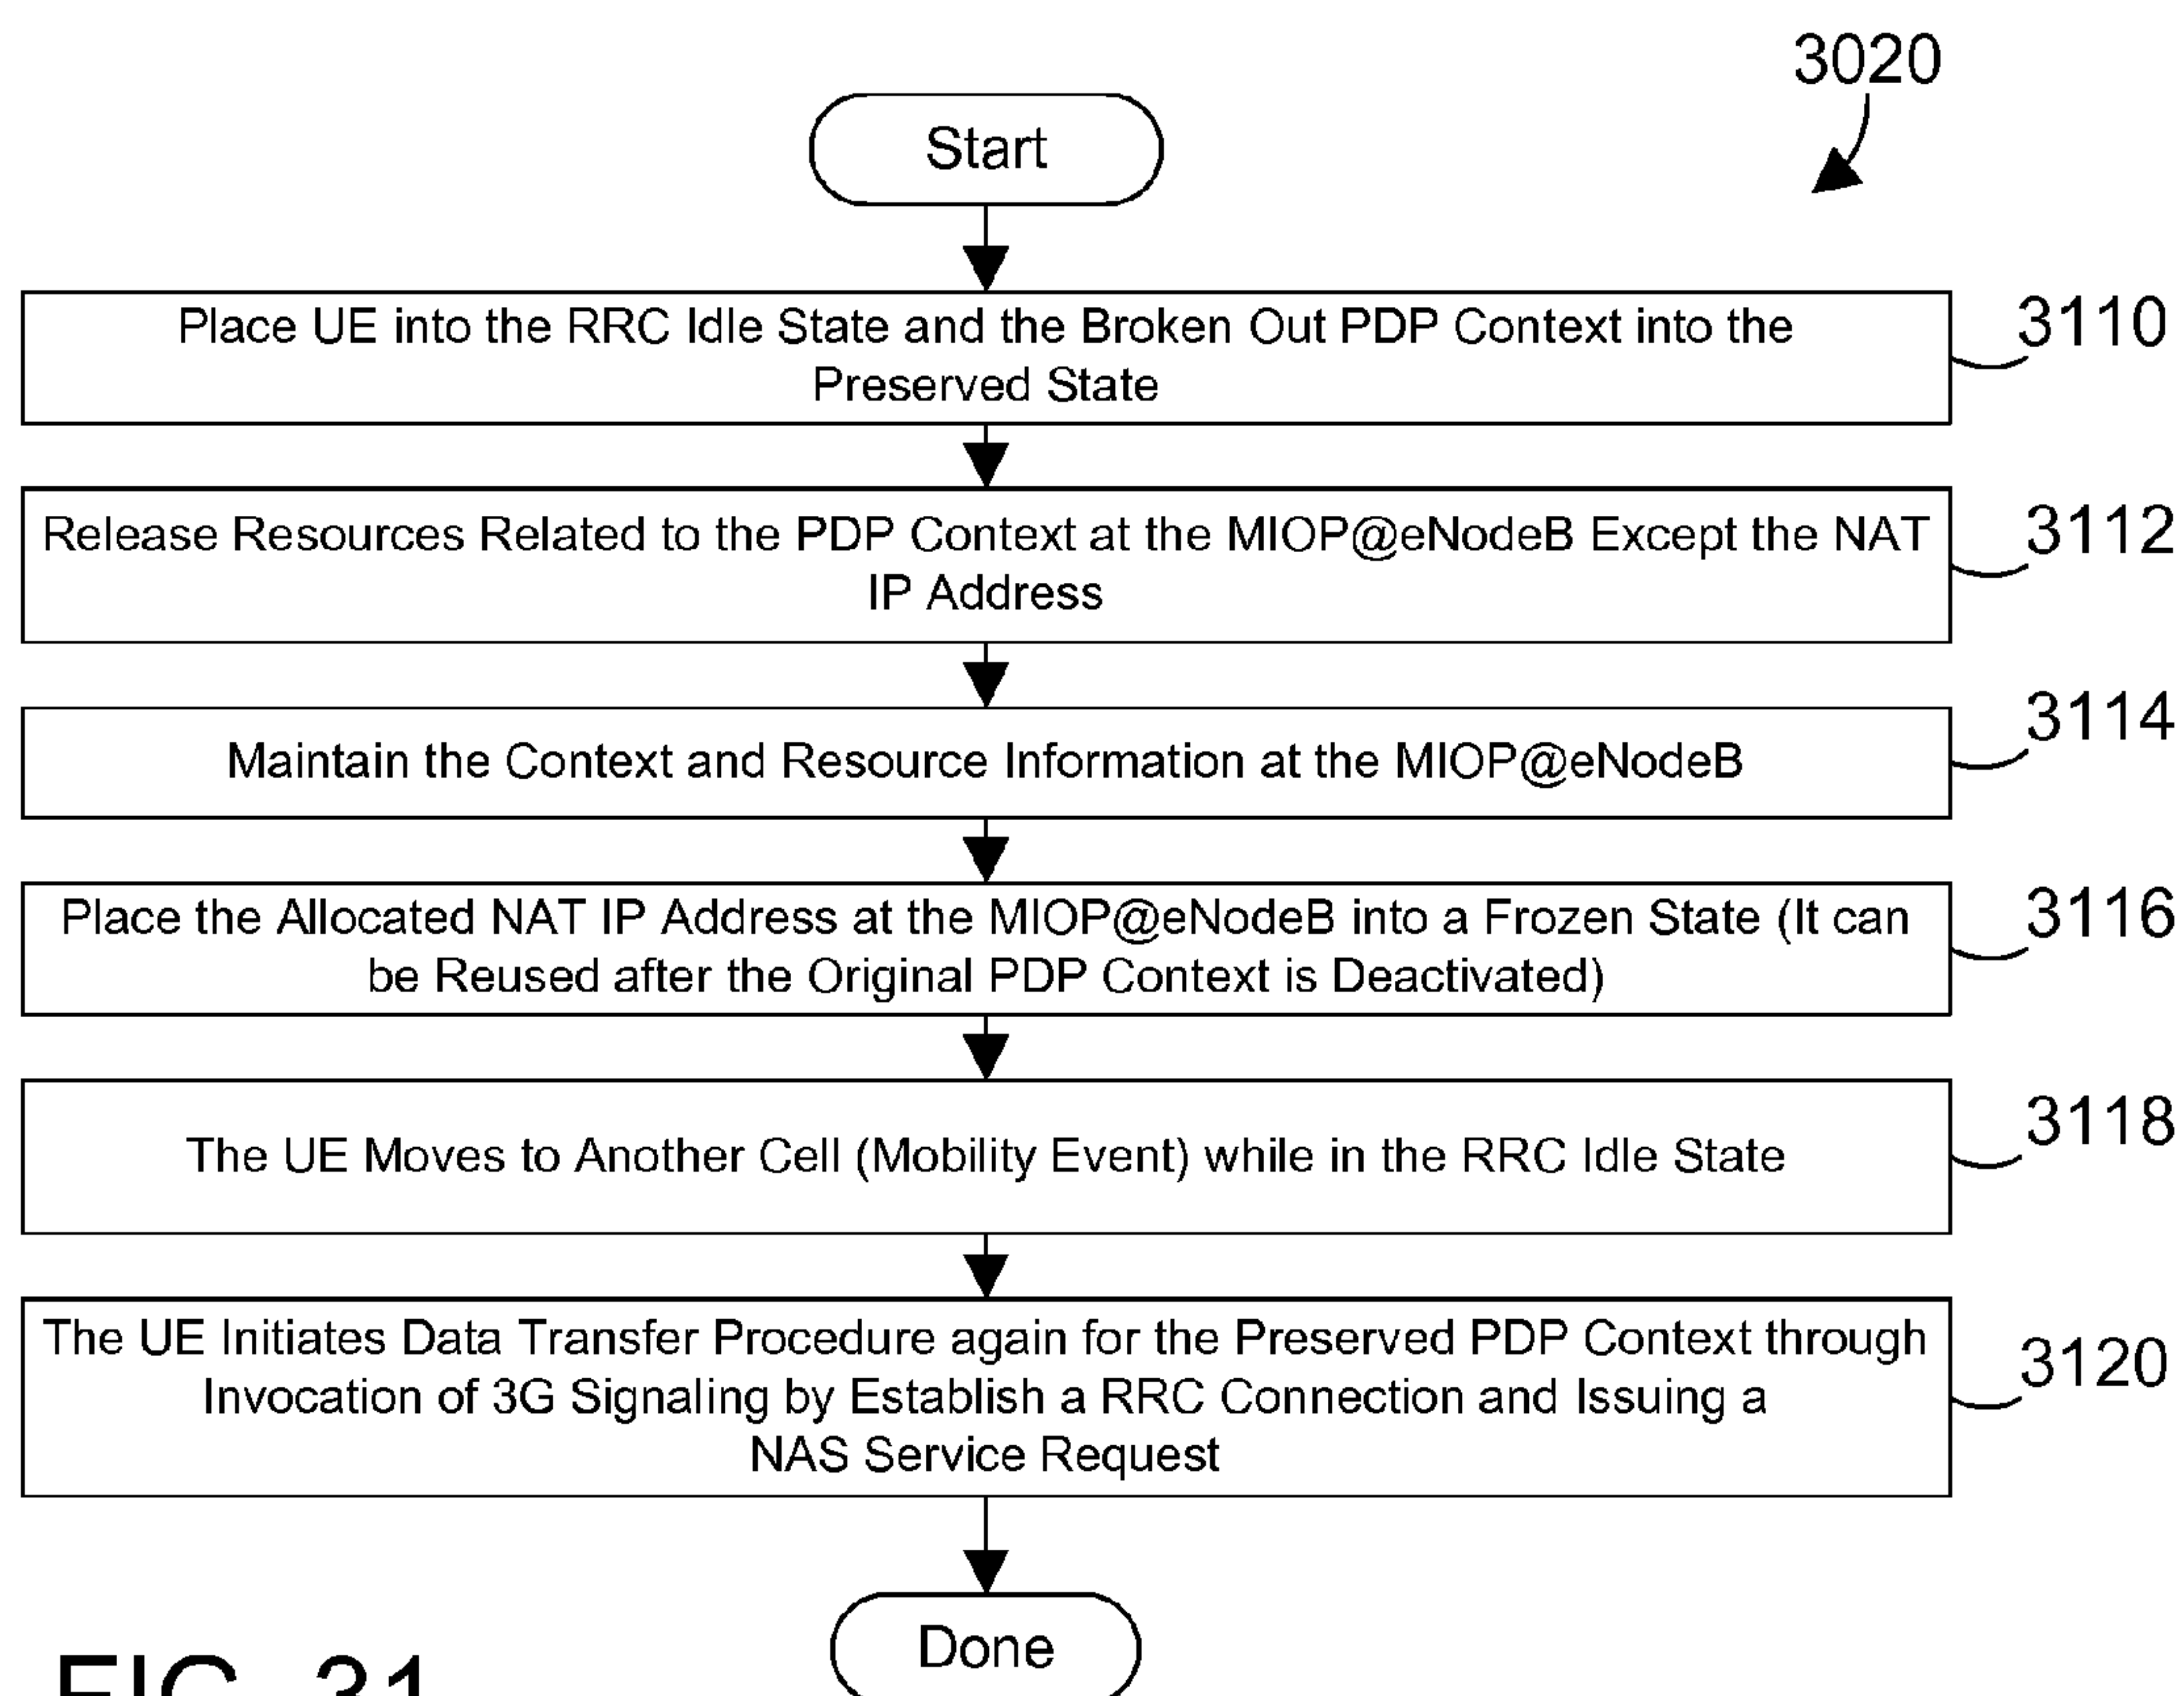 3020
Start
Place UE into the RRC Idle State and the Broken Out PDP Context into the
Preserved State
3110
Release Resources Related to the PDP Context at the MIOP@eNodeB Except the NAT
IP Address
3112
Maintain the Context and Resource Information at the MIOP@eNodeB
3114
Place the Allocated NAT IP Address at the MIOP@eNodeB into a Frozen State (It can
be Reused after the Original PDP Context is Deactivated)
3116
The UE Moves to Another Cell (Mobility Event) while in the RRC Idle State
3118
The UE Initiates Data Transfer Procedure again for the Preserved PDP Context through
Invocation of 3G Signaling by Establish a RRC Connection and Issuing a
NAS Service Request
3120
Done
FIG. 31